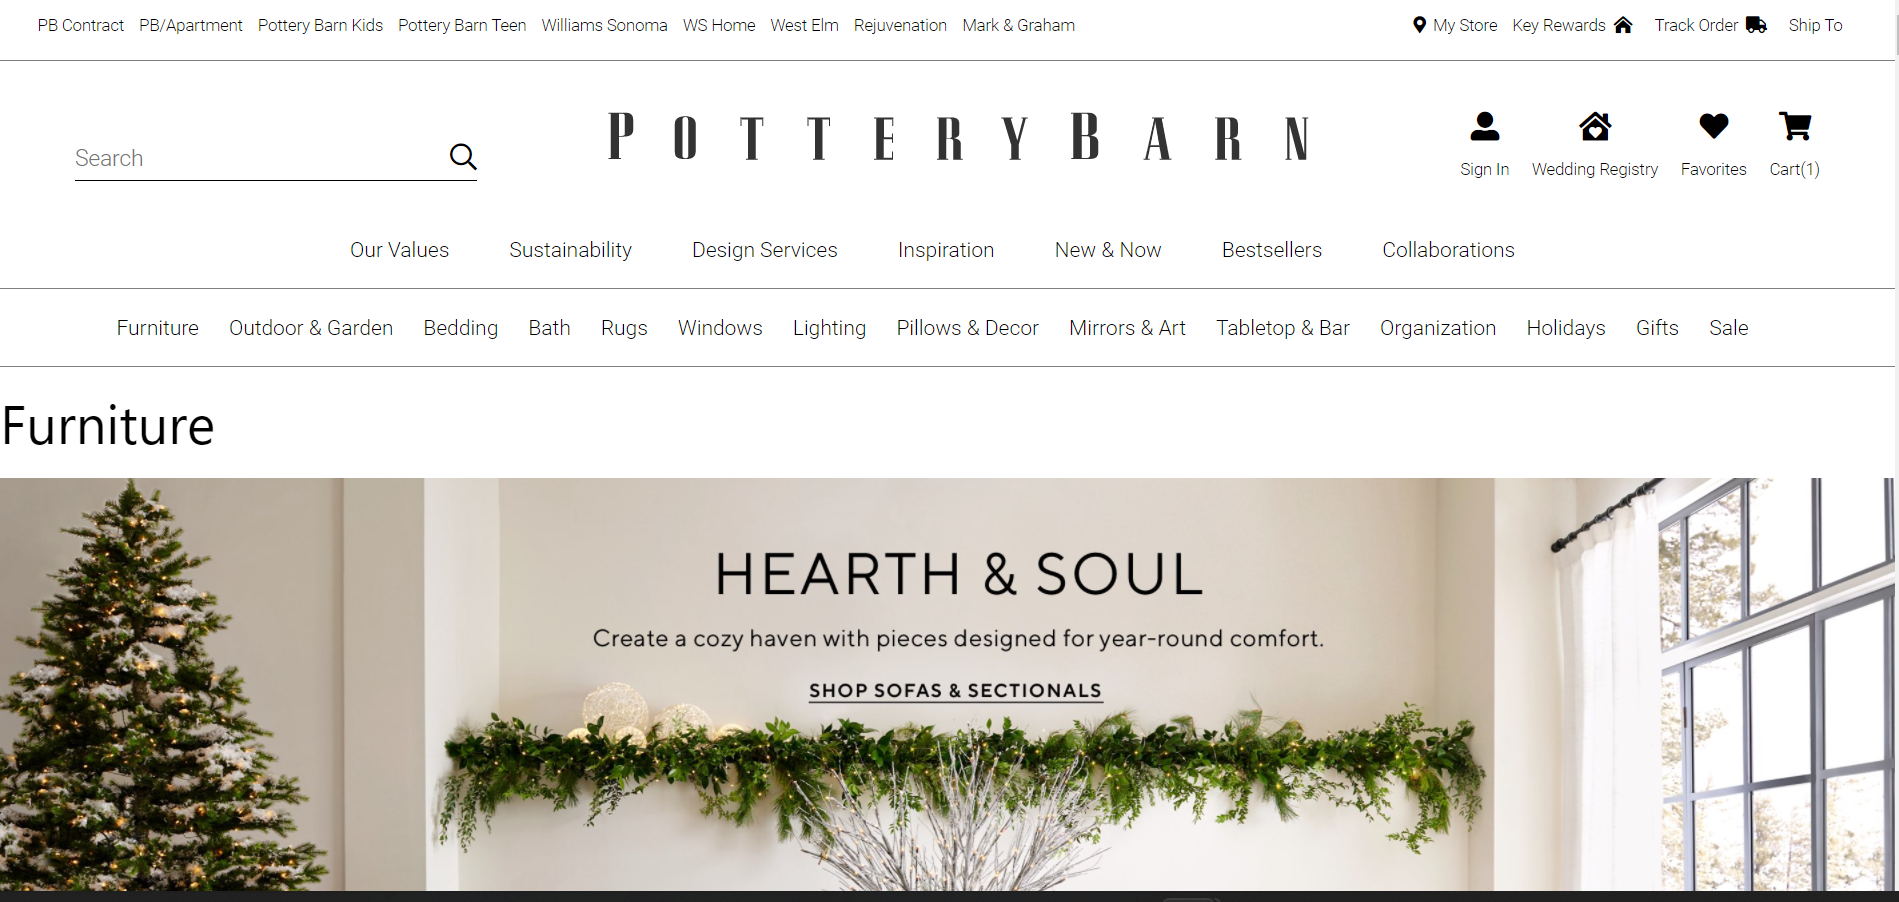 PB Contract PB/Apartment Pottery Barn Kids Pottery Barn Teen Williams Sonoma WS Home West Elm Rejuvenation Mark & Graham My Store Key Rewards Track Order Ship To
Search
POTTERYBARN
Sign In Wedding Registry Favorites Cart(1)
Our Values Sustainability Design Services Inspiration New & Now Bestsellers Collaborations
Furniture Outdoor & Garden Bedding Bath Rugs Windows Lighting Pillows & Decor Mirrors & Art Tabletop & Bar Organization Holidays Gifts Sale
Furniture
HEARTH & SOUL
Create a cozy haven with pieces designed for year-round comfort.
SHOP SOFAS & SECTIONALS